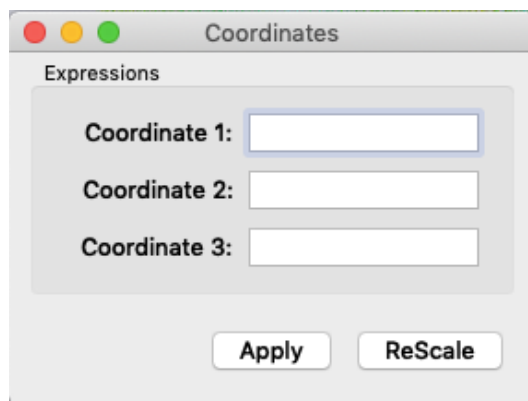 Coordinates
Expressions
Coordinate 1:
Coordinate 2:
Coordinate 3:
Apply ReScale